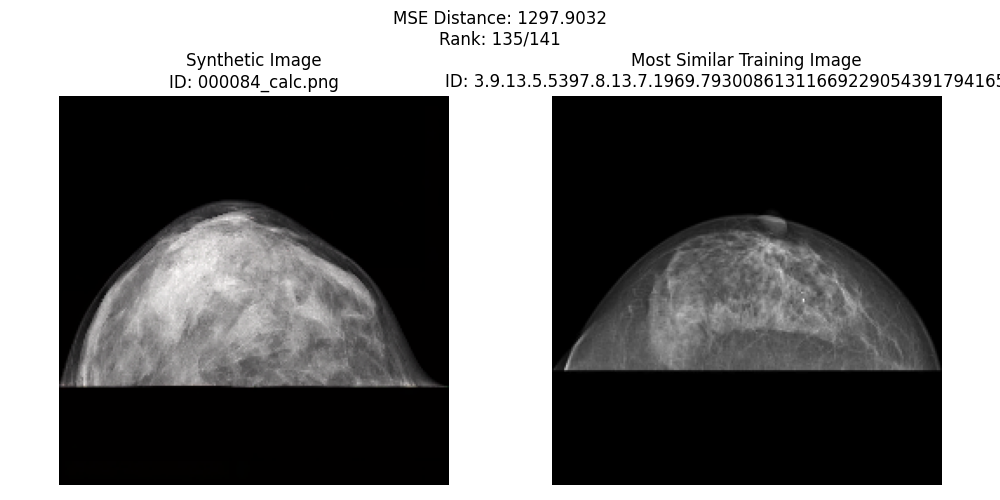 MSE Distance: 1297.9032
Rank: 135/141
Synthetic Image
ID: 000084_calc.png
Most Similar Training Image
ID: 3.9.13.5.5397.8.13.7.1969.79300861311669229054391794165